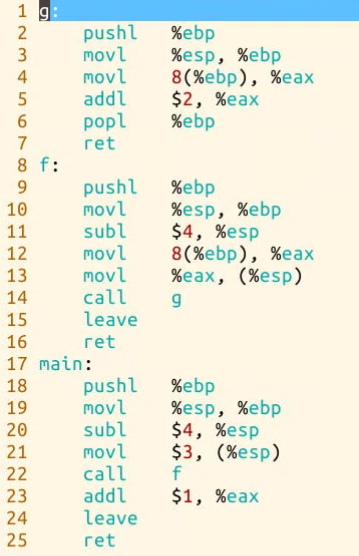 1 g:
2 pushl %ebp
3 movl %esp, %ebp
4 movl 8(%ebp), %eax
5 addl $2, %eax
6 popl %ebp
7 ret
8 f:
9 pushl %ebp
10 movl %esp, %ebp
11 subl $4, %esp
12 movl 8(%ebp), %eax
13 movl %eax, (%esp)
14 call g
15 leave
16 ret
17 main:
18 pushl %ebp
19 movl %esp, %ebp
20 subl $4, %esp
21 movl $3, (%esp)
22 call f
23 addl $1, %eax
24 leave
25 ret